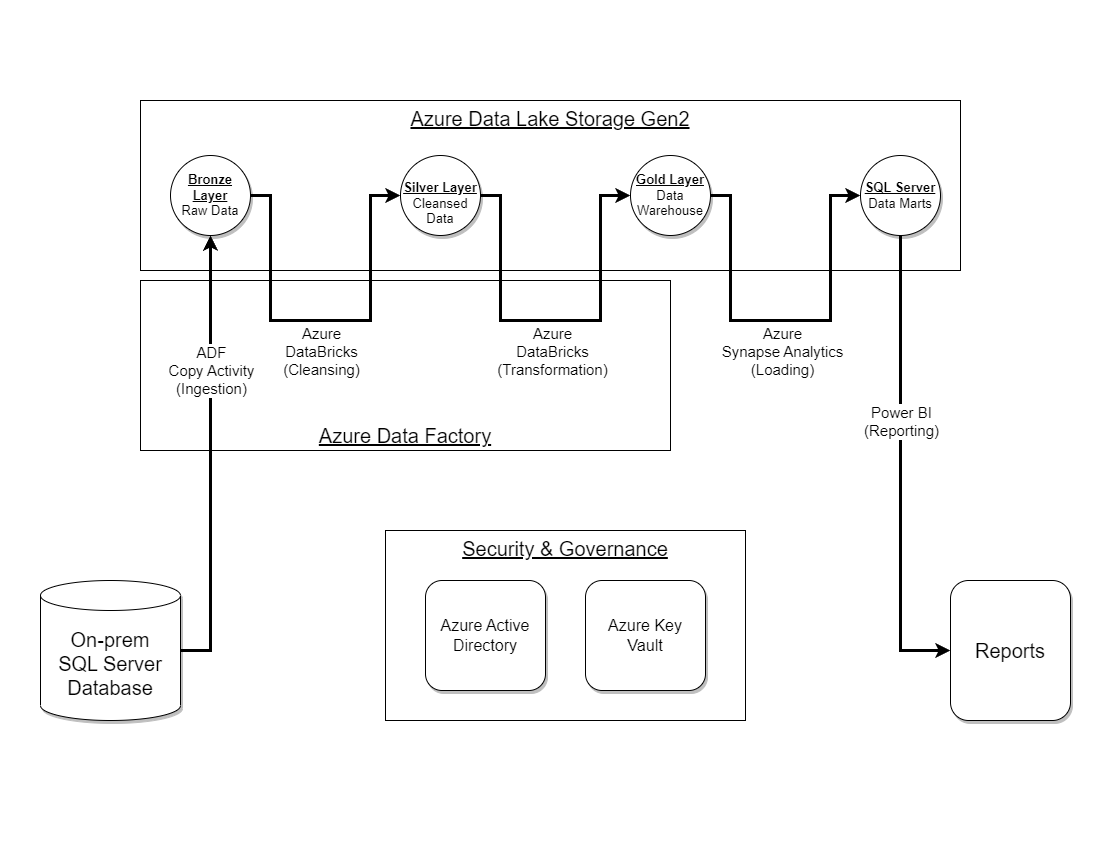 Azure Data Lake Storage Gen2
Bronze
Layer
Raw Data
Silver Layer
Cleansed
Data
Gold Layer
Data
Warehouse
SQL Server
Data Marts
ADF
Copy Activity
(Ingestion)
Azure
DataBricks
(Cleansing)
Azure
DataBricks
(Transformation)
Azure
Synapse Analytics
(Loading)
Power BI
(Reporting)
Azure Data Factory
On-prem
SQL Server
Database
Security & Governance
Azure Active
Directory
Azure Key
Vault
Reports